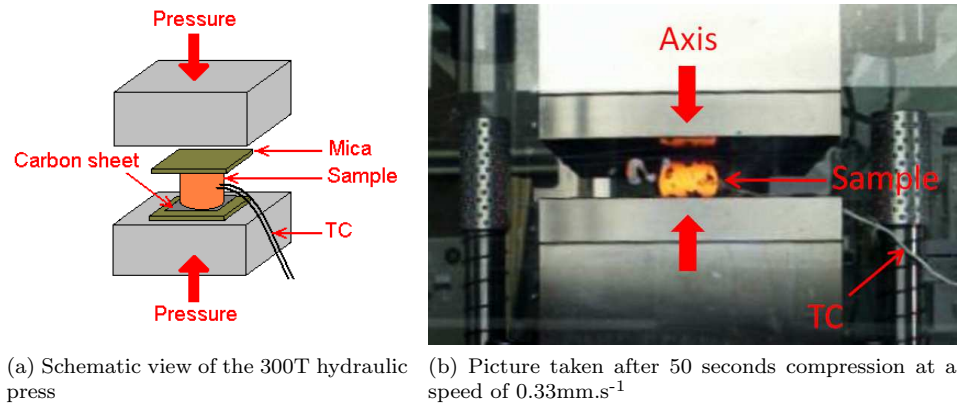 Pressure
Carbon sheet
Mica
Sample
TC
Pressure
Axis
Sample
TC
(a) Schematic view of the 300T hydraulic
press
(b) Picture taken after 50 seconds compression at a
speed of 0.33mm.s-1